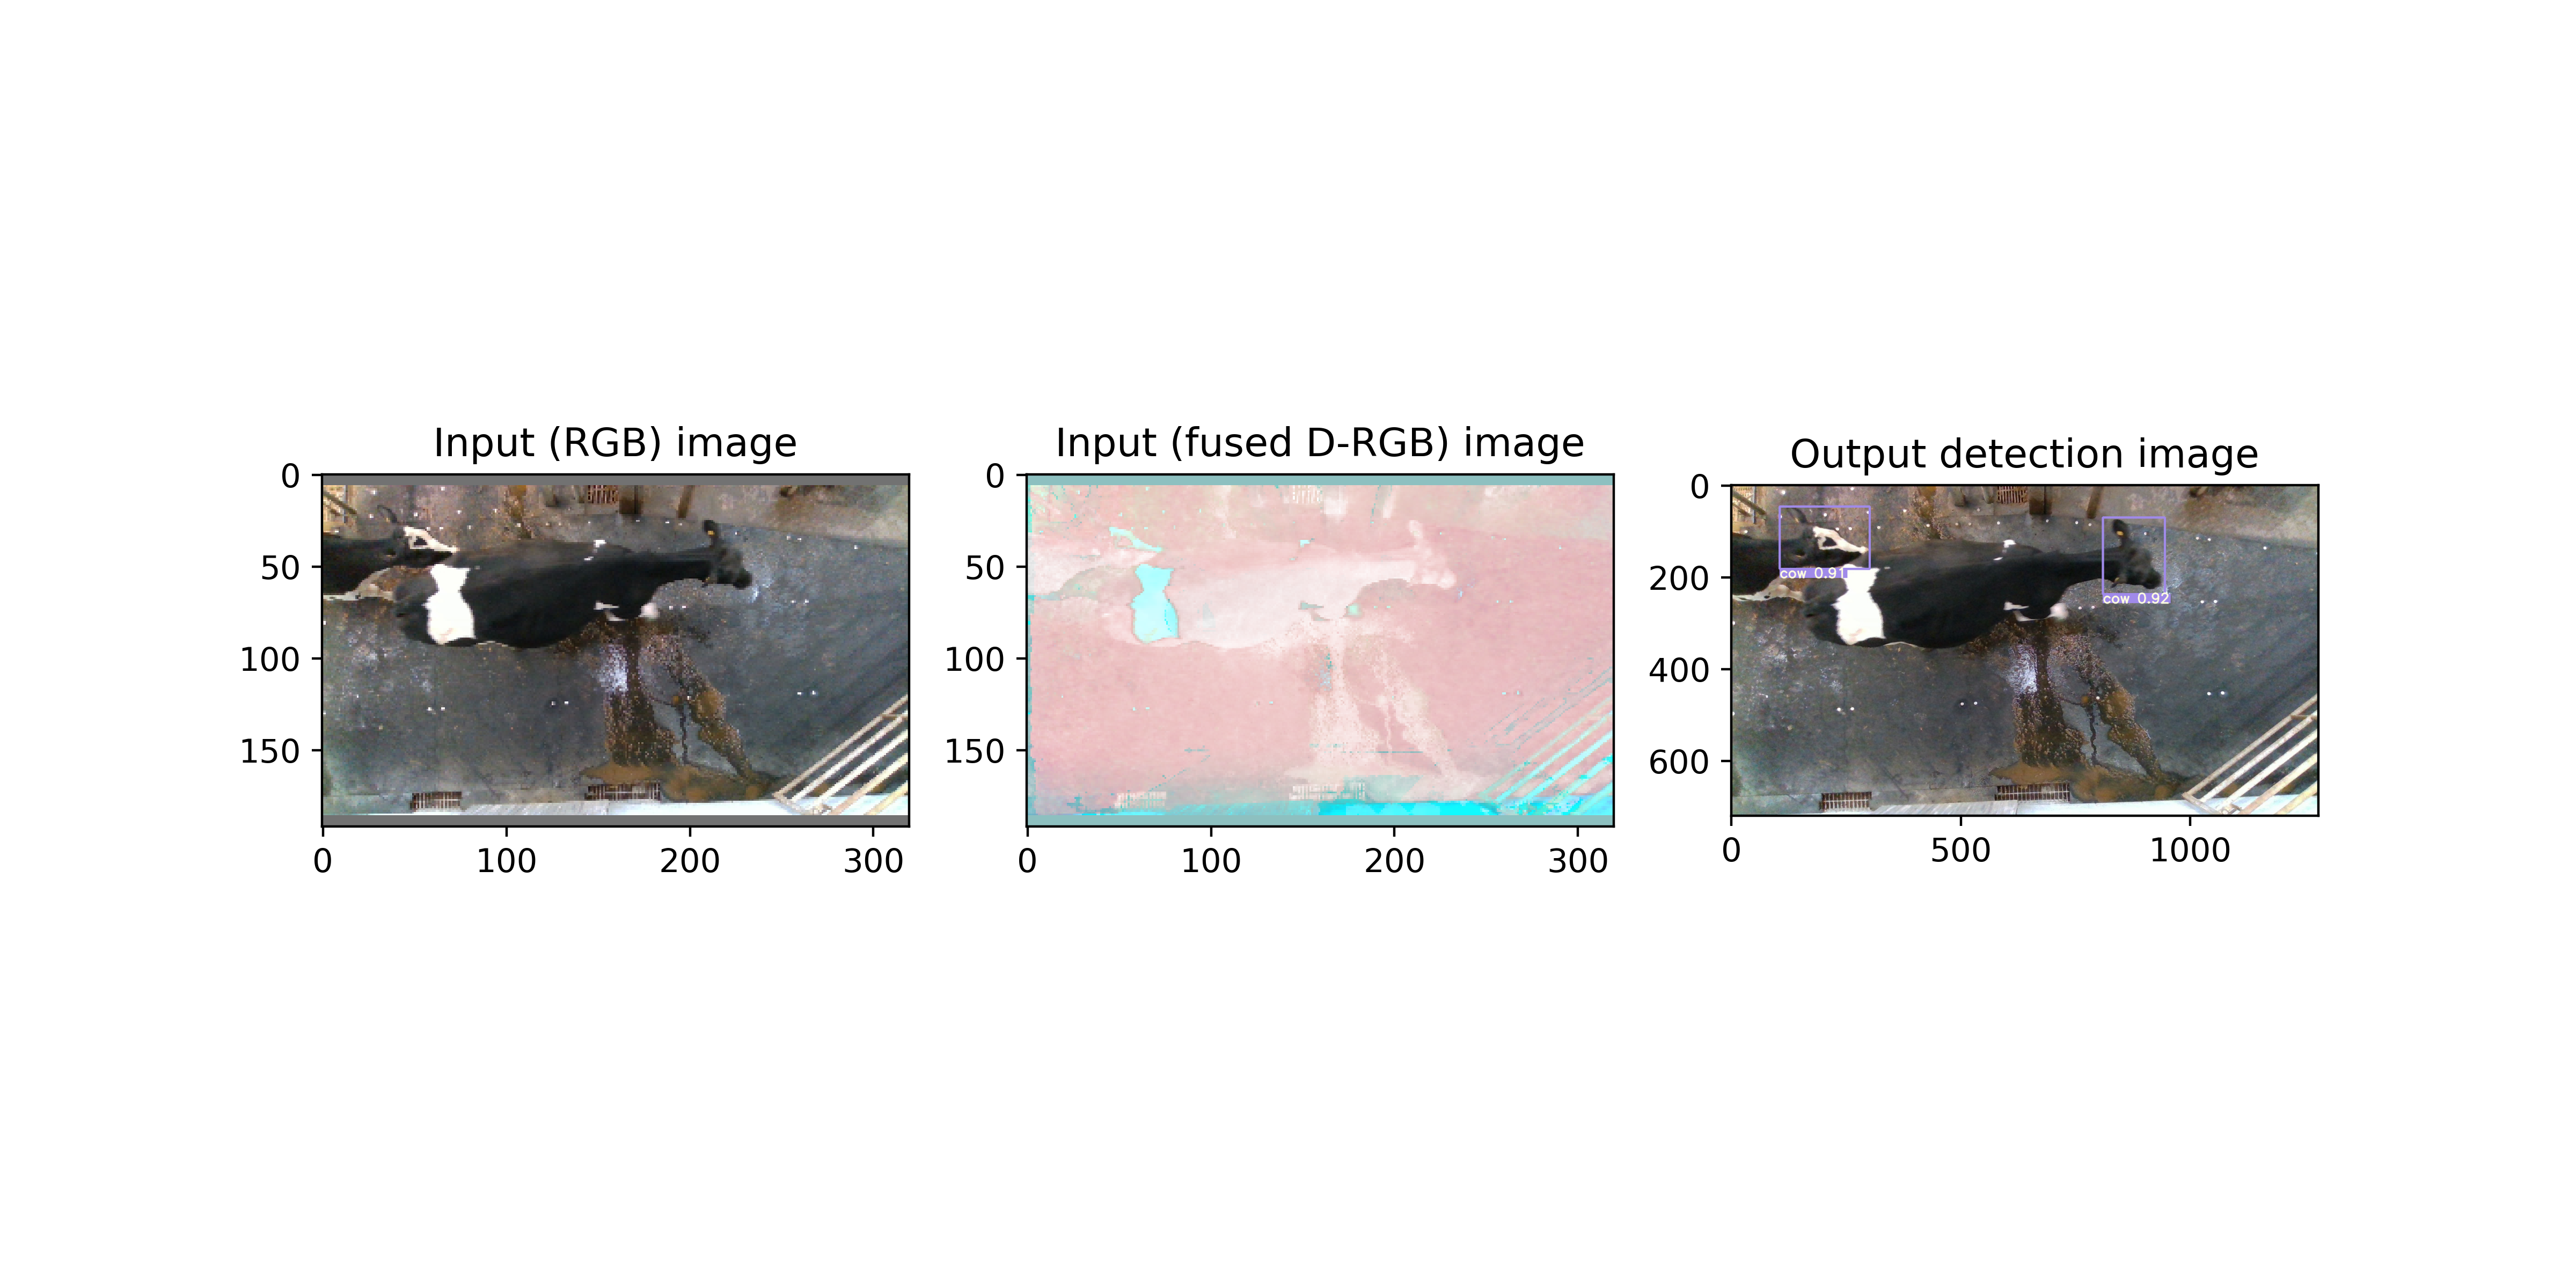 Input (RGB) image
0
50
100
150
0 100 200 300
Input (fused D-RGB) image
0
50
100
150
0 100 200 300
Output detection image
0
200
400
600
0 500 1000
cow 0.91
cow 0.92